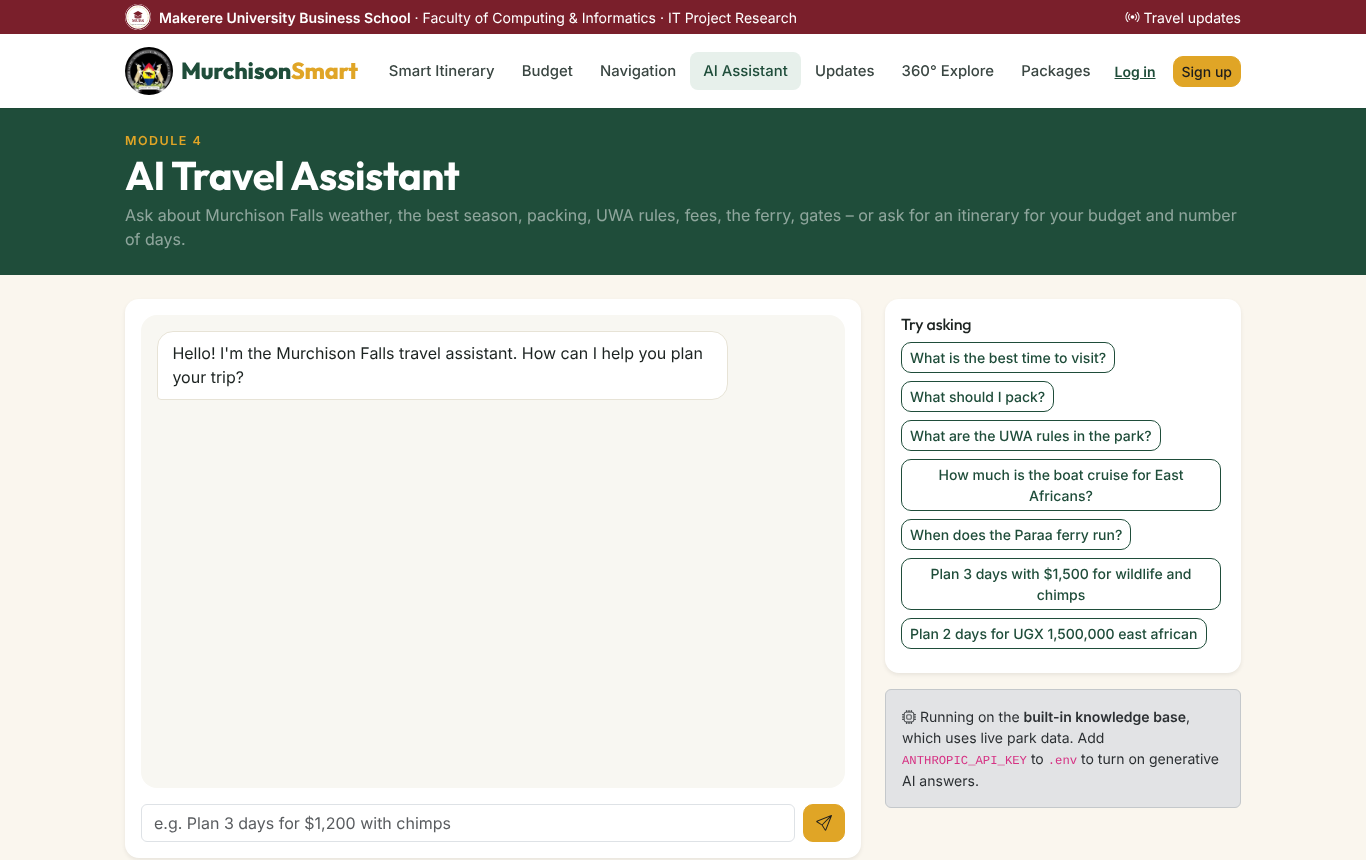 Makerere University Business School · Faculty of Computing & Informatics · IT Project Research
Travel updates
MurchisonSmart
Smart Itinerary
Budget
Navigation
AI Assistant
Updates
360° Explore
Packages
Log in
Sign up
MODULE 4
AI Travel Assistant
Ask about Murchison Falls weather, the best season, packing, UWA rules, fees, the ferry, gates – or ask for an itinerary for your budget and number
of days.
Hello! I'm the Murchison Falls travel assistant. How can I help you plan
your trip?
e.g. Plan 3 days for $1,200 with chimps
Try asking
What is the best time to visit?
What should I pack?
What are the UWA rules in the park?
How much is the boat cruise for East
Africans?
When does the Paraa ferry run?
Plan 3 days with $1,500 for wildlife and
chimps
Plan 2 days for UGX 1,500,000 east african
Running on the built-in knowledge base,
which uses live park data. Add
ANTHROPIC_API_KEY to .env to turn on generative
AI answers.